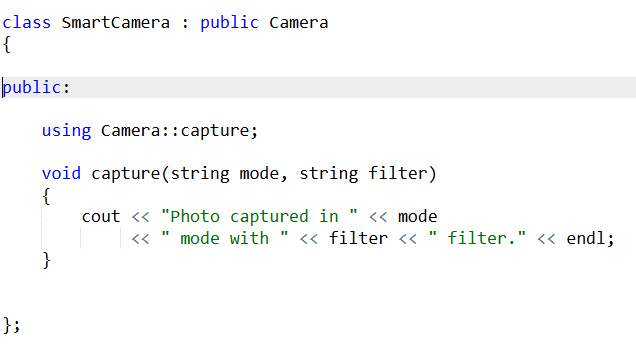 class SmartCamera : public Camera
{
public:
using Camera::capture;
void capture(string mode, string filter)
{
cout << "Photo captured in " << mode
<< " mode with " << filter << " filter." << endl;
}
};